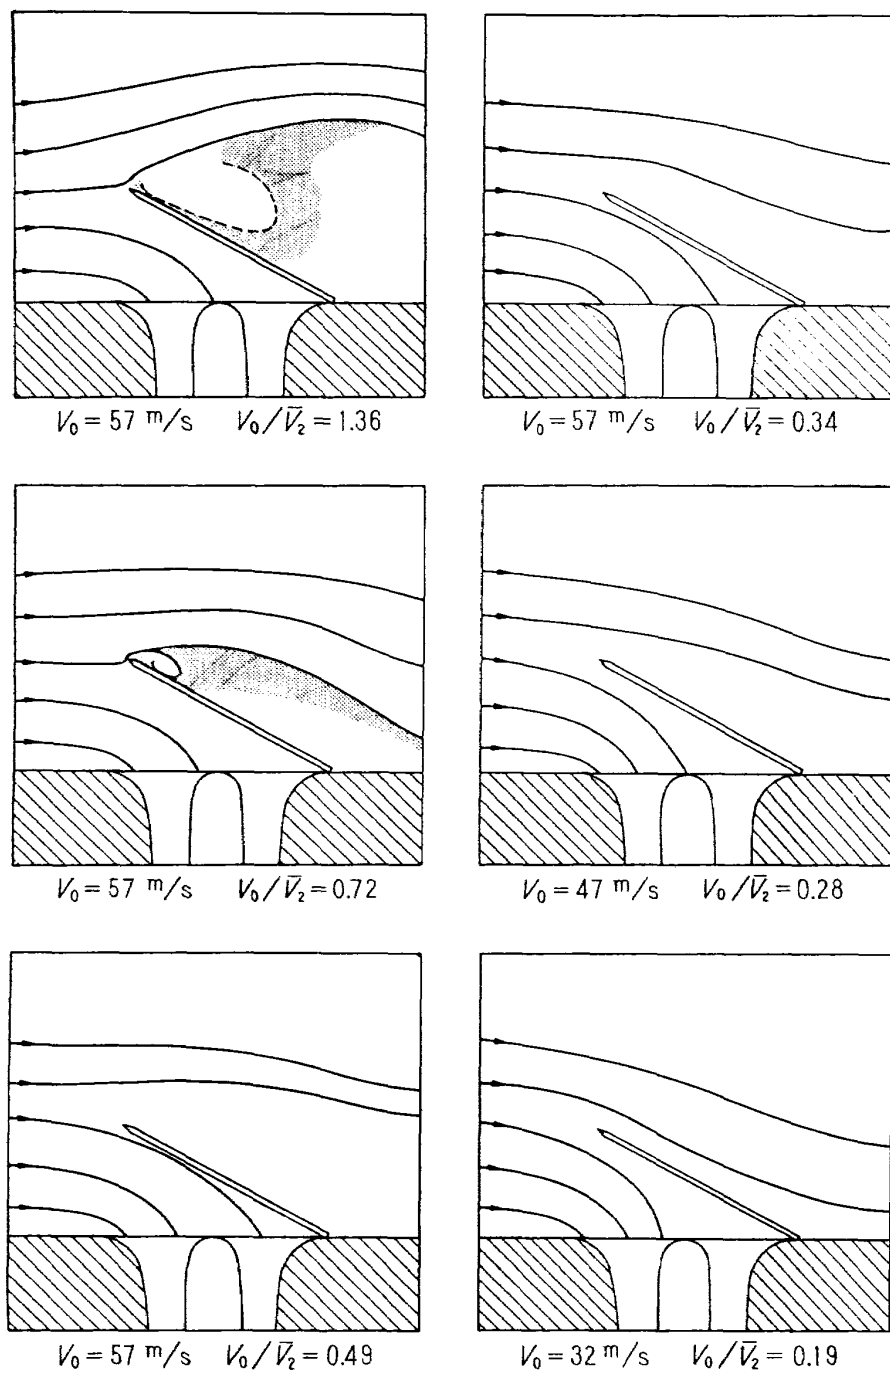 V₀ = 57 m/s V₀/V̅₂ = 1.36
V₀ = 57 m/s V₀/V̅₂ = 0.34
V₀ = 57 m/s V₀/V̅₂ = 0.72
V₀ = 47 m/s V₀/V̅₂ = 0.28
V₀ = 57 m/s V₀/V̅₂ = 0.49
V₀ = 32 m/s V₀/V̅₂ = 0.19